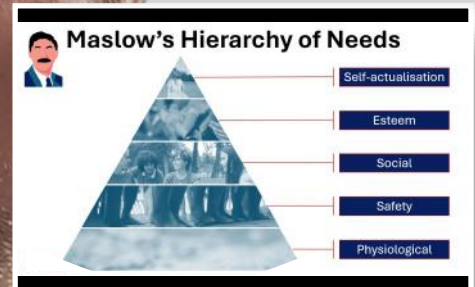 Maslow's Hierarchy of Needs
Self-actualisation
Esteem
Social
Safety
Physiological